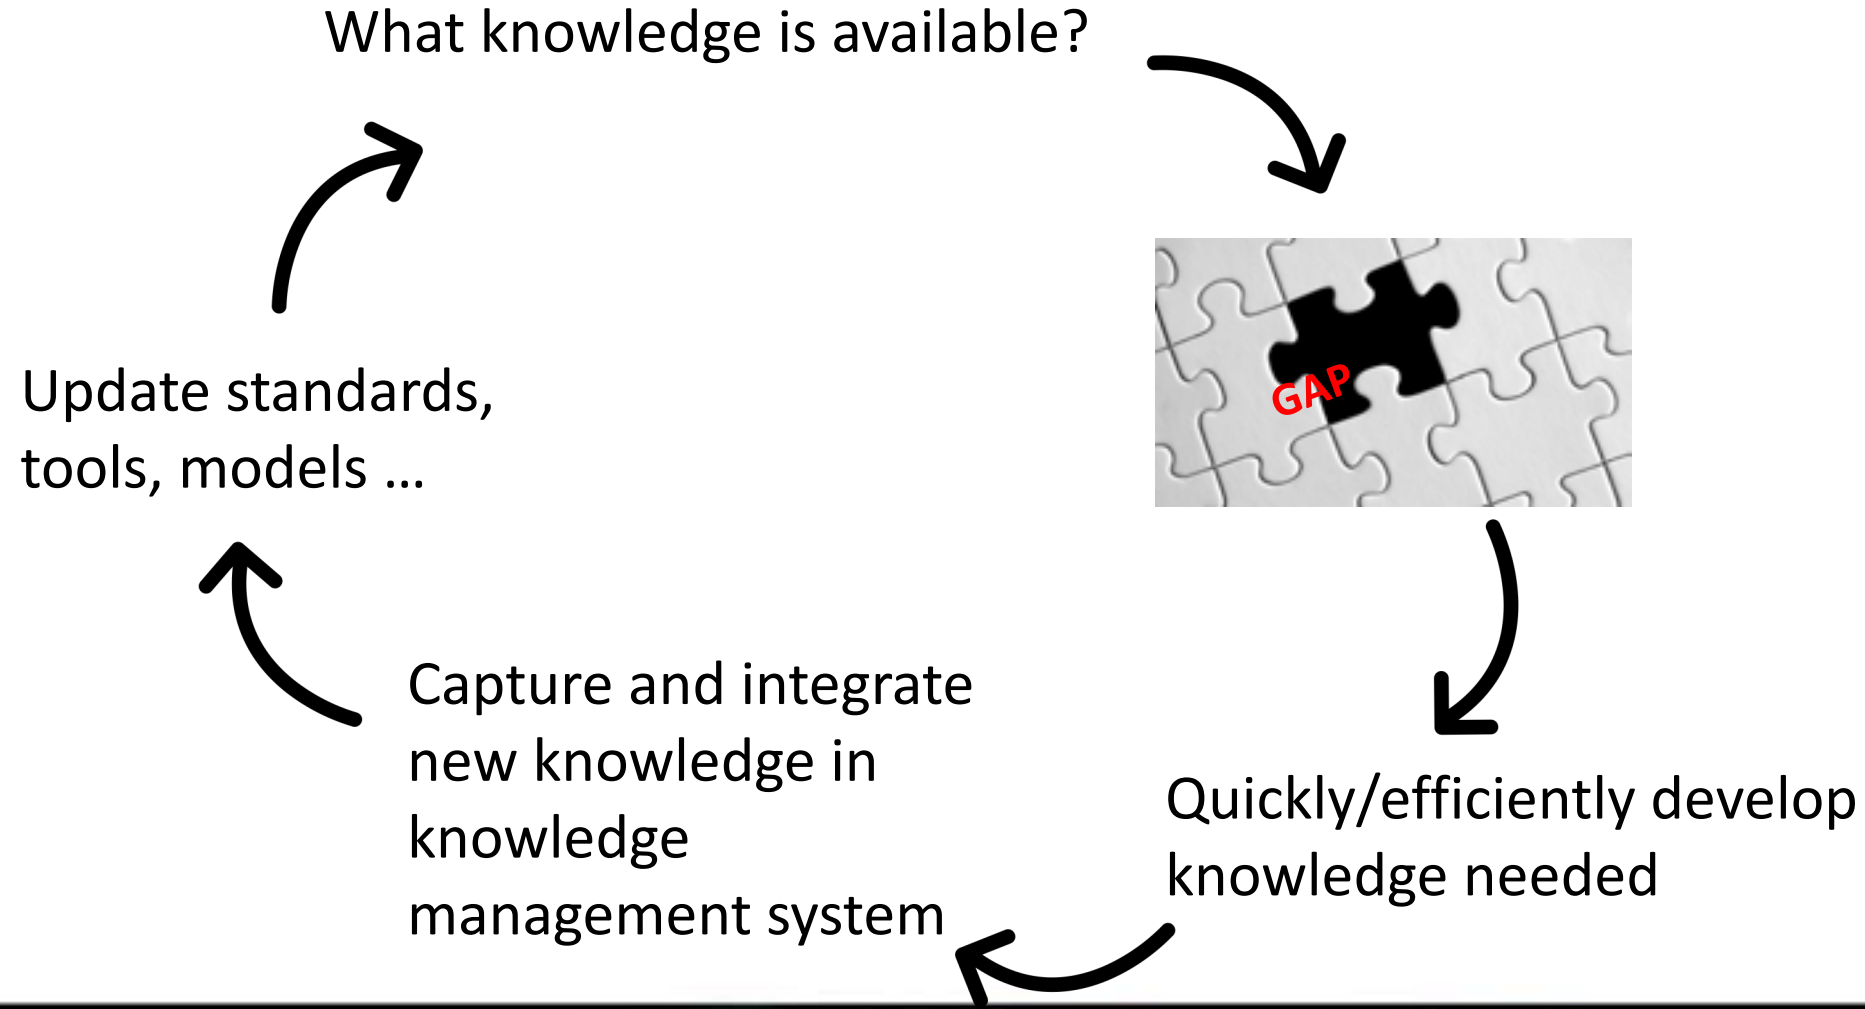 What knowledge is available?
GAP
Quickly/efficiently develop
knowledge needed
Capture and integrate
new knowledge in
knowledge
management system
Update standards,
tools, models ...